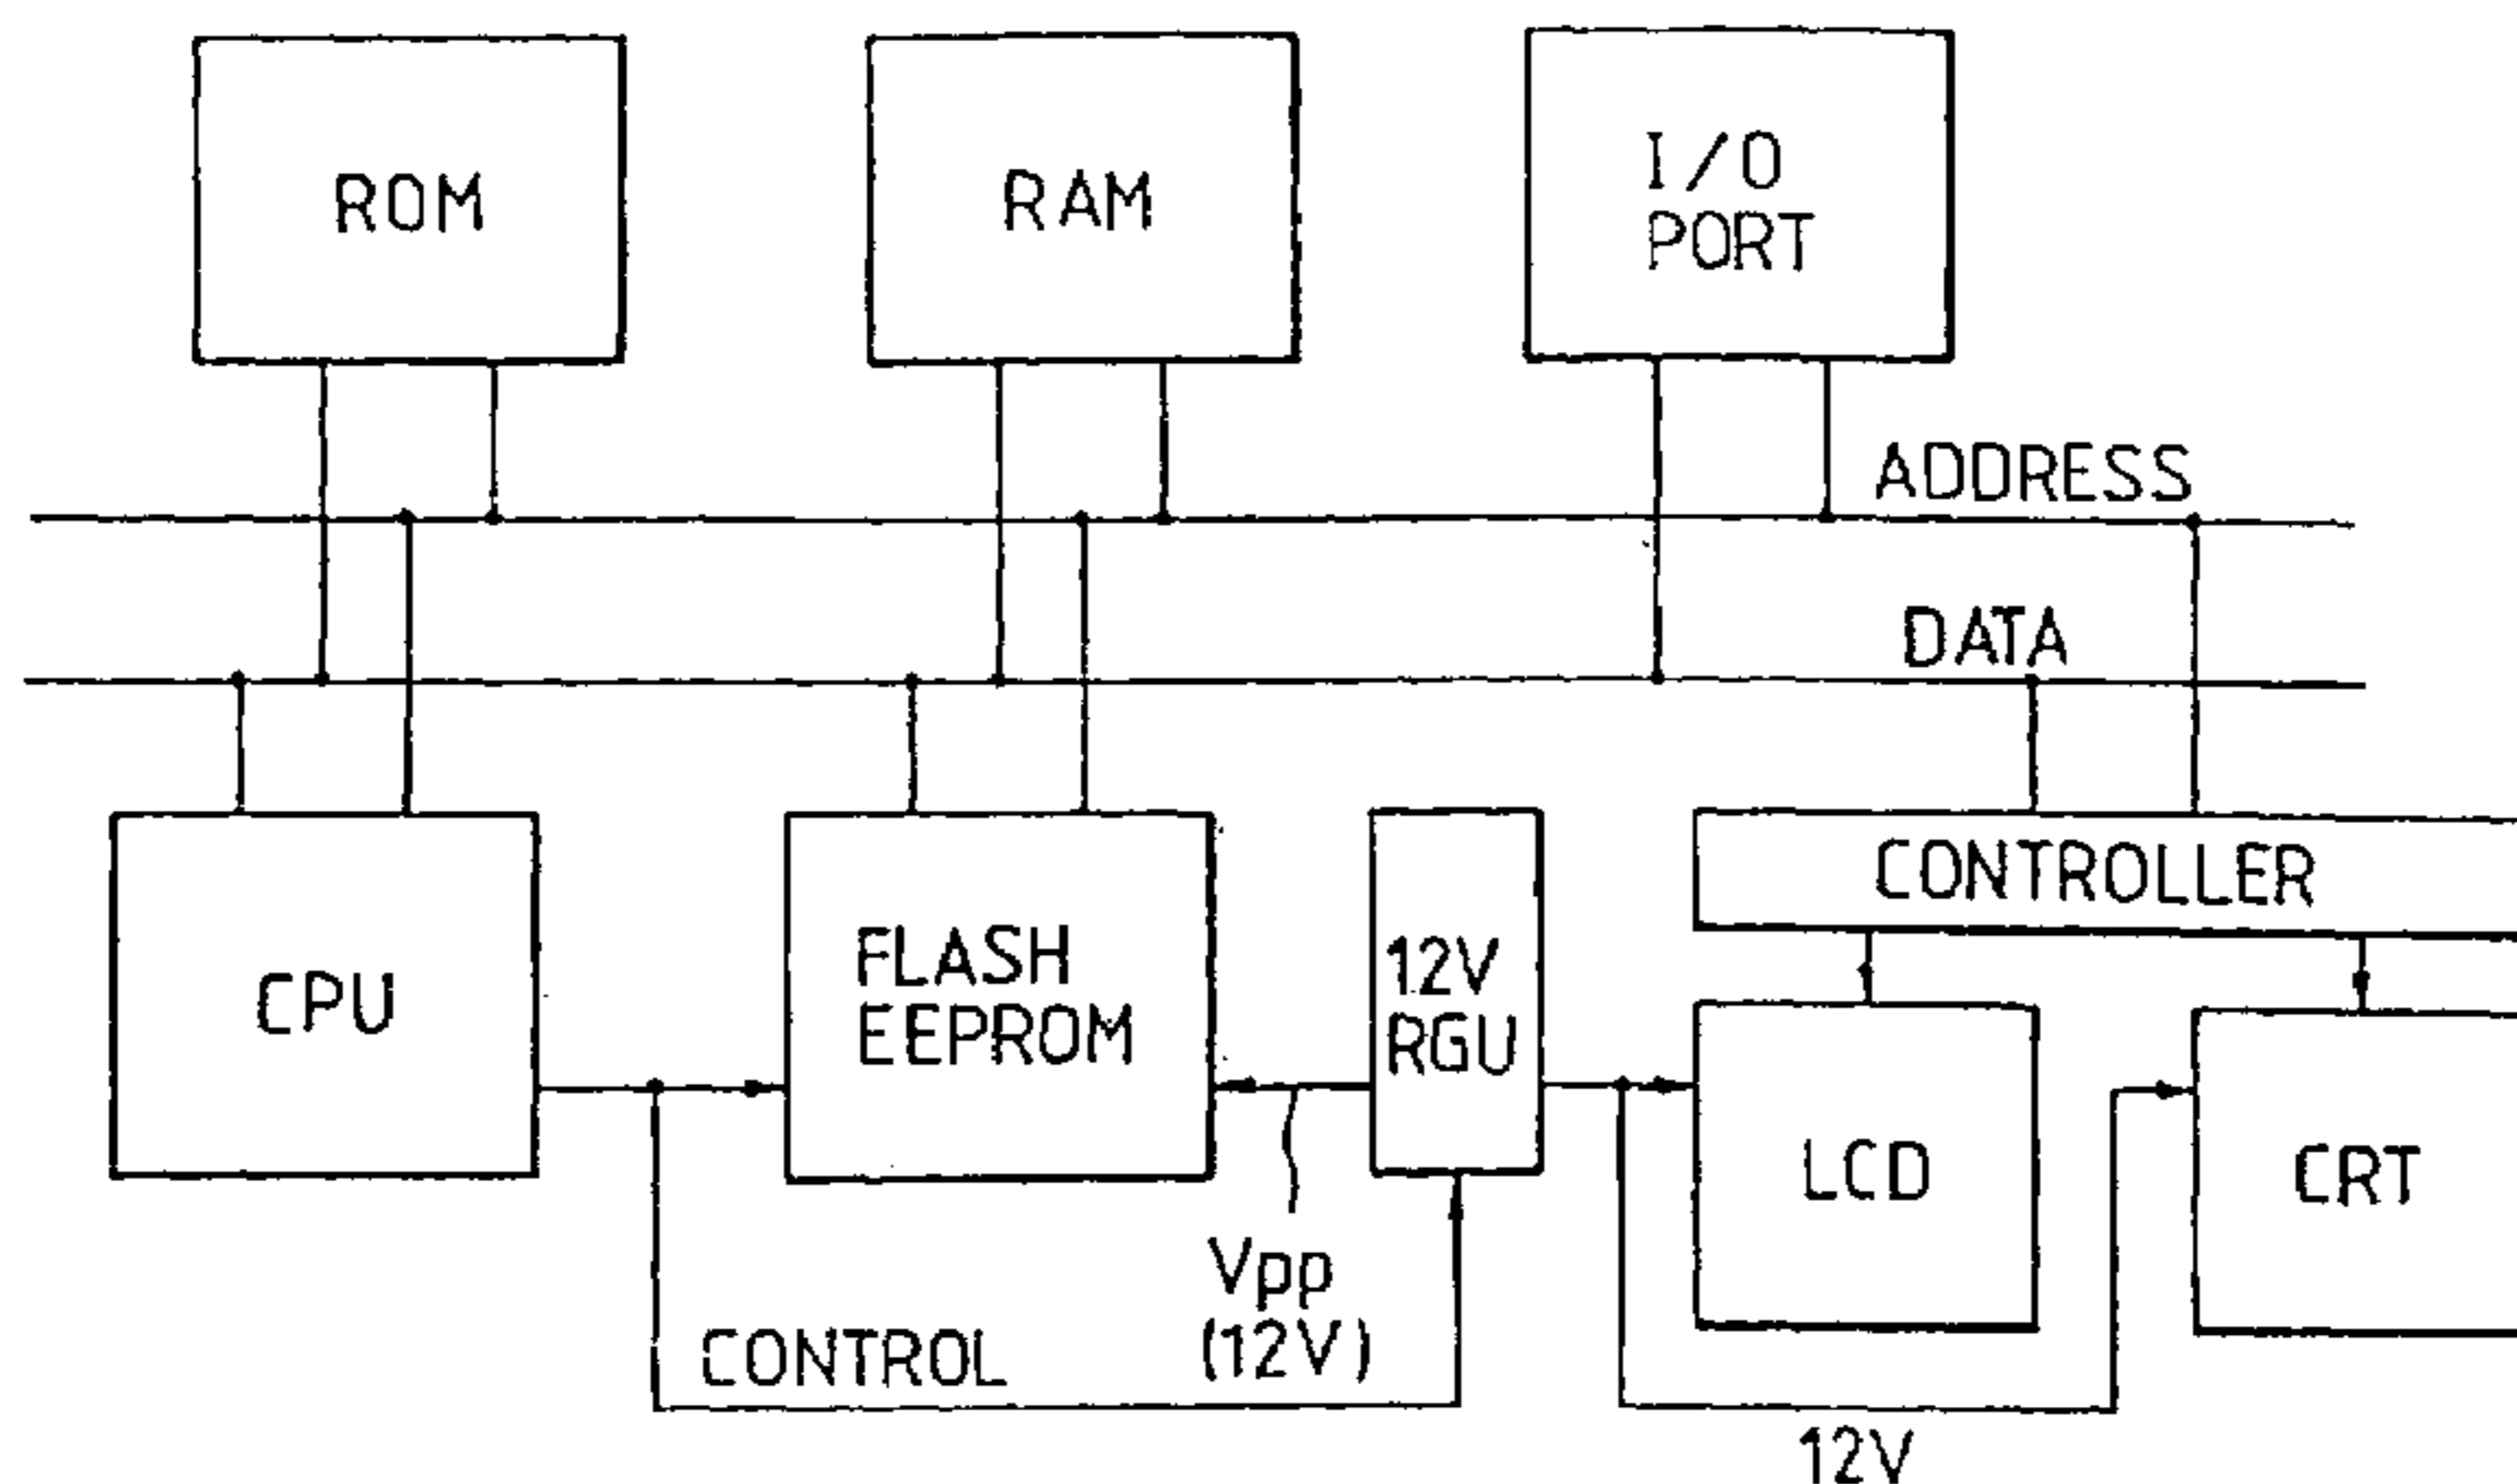 ROM
RAM
I/O
PORT
ADDRESS
DATA
CPU
FLASH
EEPROM
12V
RGU
CONTROLLER
LCD
CRT
Vpp
(12V)
CONTROL
12V